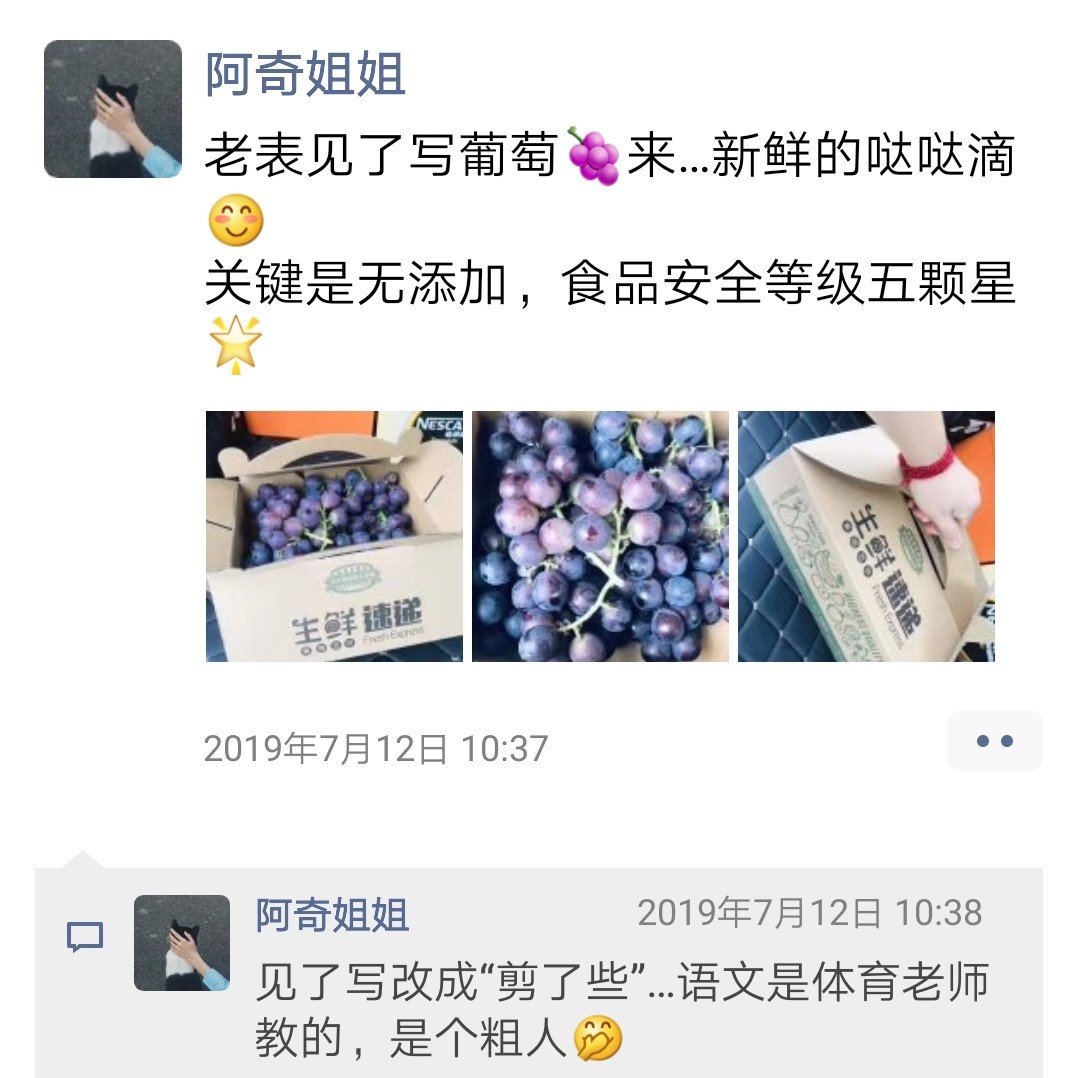 阿奇姐姐
老表见了写葡萄🍇来...新鲜的哒哒滴
😊
关键是无添加，食品安全等级五颗星
🌟
NESCA
生鲜速递
Fresh Express
生鲜速递
Fresh Express
2019年7月12日 10:37
阿奇姐姐
2019年7月12日 10:38
见了写改成“剪了些”...语文是体育老师
教的，是个粗人🤭